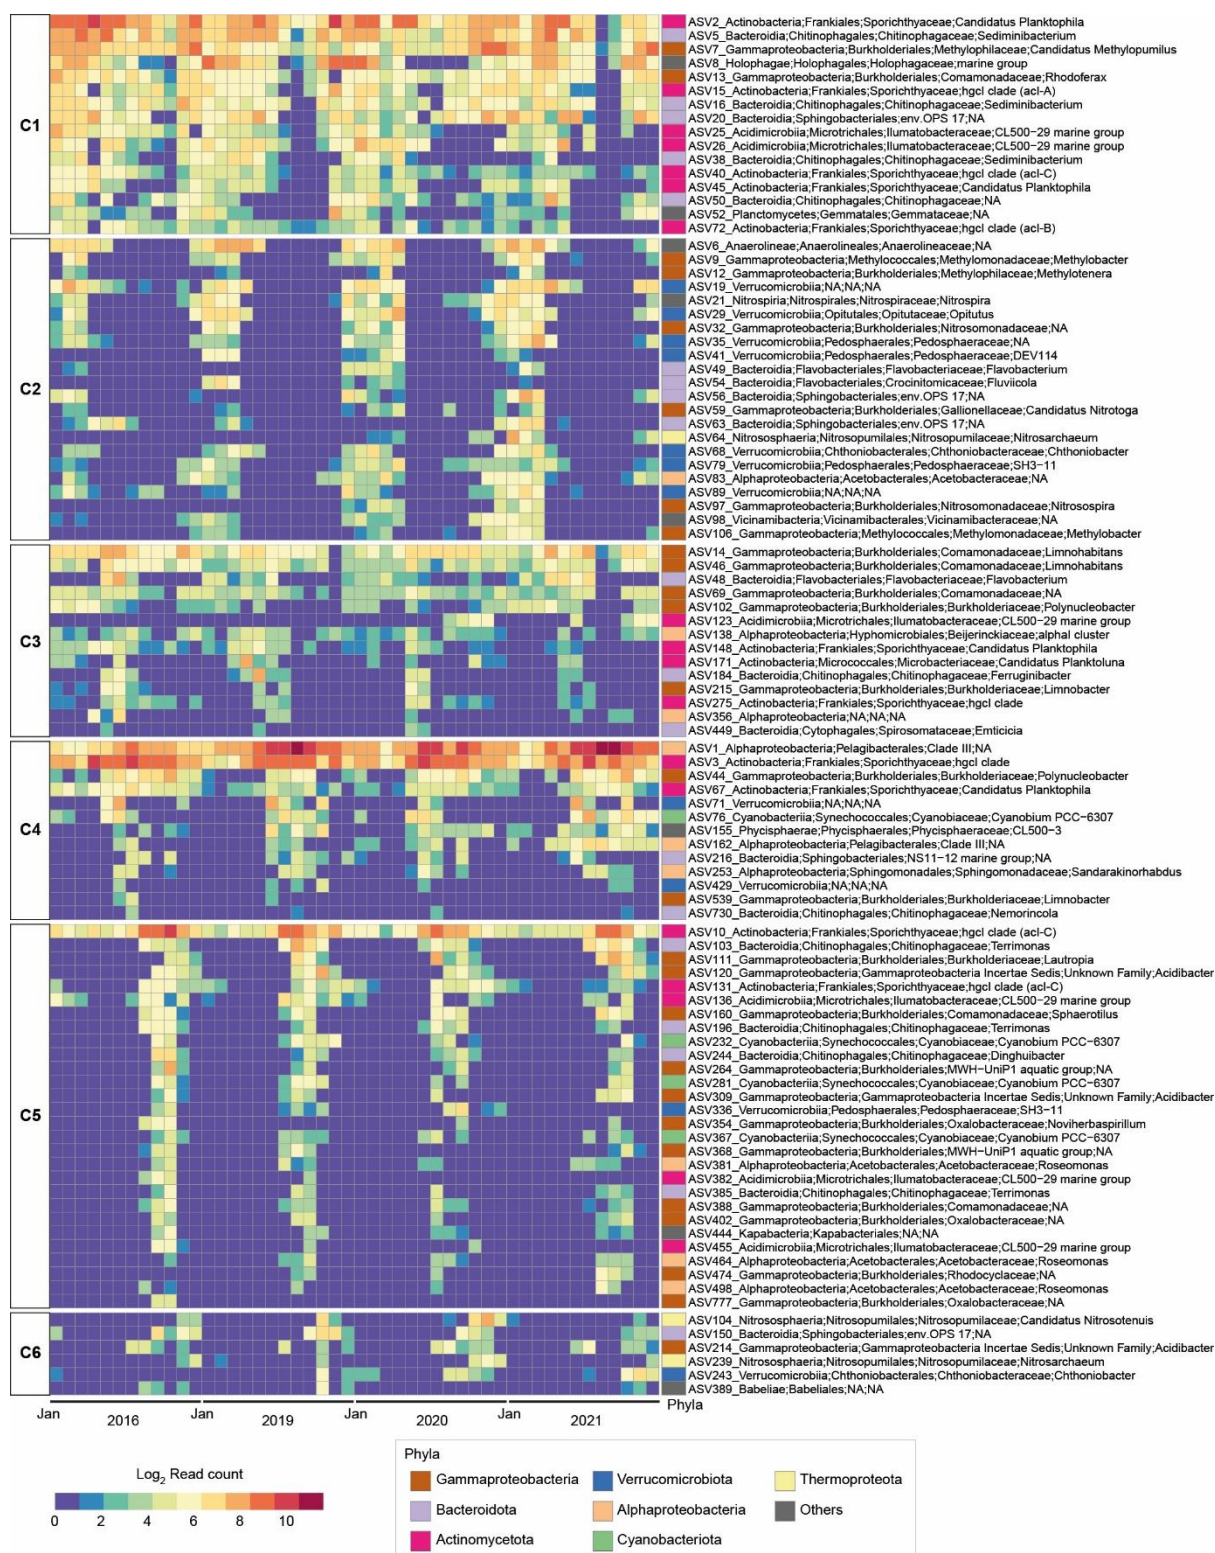 C1
ASV2_Actinobacteria;Frankiales;Sporichthyaceae;Candidatus Planktophila
ASV5_Bacteroidia;Chitinophagales;Chitinophagaceae;Sediminibacterium
ASV7_Gammaproteobacteria;Burkholderiales;Methylophilaceae;Candidatus Methylopumilus
ASV8_Holophagae;Holophagales;Holophagaceae;marine group
ASV13_Gammaproteobacteria;Burkholderiales;Comamonadaceae;Rhodoferax
ASV15_Actinobacteria;Frankiales;Sporichthyaceae;hgcI clade (acI-A)
ASV16_Bacteroidia;Chitinophagales;Chitinophagaceae;Sediminibacterium
ASV20_Bacteroidia;Sphingobacteriales;env.OPS 17;NA
ASV25_Acidimicrobiia;Microtrichales;Ilumatobacteraceae;CL500−29 marine group
ASV26_Acidimicrobiia;Microtrichales;Ilumatobacteraceae;CL500−29 marine group
ASV38_Bacteroidia;Chitinophagales;Chitinophagaceae;Sediminibacterium
ASV40_Actinobacteria;Frankiales;Sporichthyaceae;hgcI clade (acI-C)
ASV45_Actinobacteria;Frankiales;Sporichthyaceae;Candidatus Planktophila
ASV50_Bacteroidia;Chitinophagales;Chitinophagaceae;NA
ASV52_Planctomycetes;Gemmatales;Gemmataceae;NA
ASV72_Actinobacteria;Frankiales;Sporichthyaceae;hgcI clade (acI-B)
C2
ASV6_Anaerolineae;Anaerolineales;Anaerolineaceae;NA
ASV9_Gammaproteobacteria;Methylococcales;Methylomonadaceae;Methylobacter
ASV12_Gammaproteobacteria;Burkholderiales;Methylophilaceae;Methylotenera
ASV19_Verrucomicrobiia;NA;NA;NA
ASV21_Nitrospiria;Nitrospirales;Nitrospiraceae;Nitrospira
ASV29_Verrucomicrobiia;Opitutales;Opitutaceae;Opitutus
ASV32_Gammaproteobacteria;Burkholderiales;Nitrosomonadaceae;NA
ASV35_Verrucomicrobiia;Pedosphaerales;Pedosphaeraceae;NA
ASV41_Verrucomicrobiia;Pedosphaerales;Pedosphaeraceae;DEV114
ASV49_Bacteroidia;Flavobacteriales;Flavobacteriaceae;Flavobacterium
ASV54_Bacteroidia;Flavobacteriales;Crocinitomicaceae;Fluviicola
ASV56_Bacteroidia;Sphingobacteriales;env.OPS 17;NA
ASV59_Gammaproteobacteria;Burkholderiales;Gallionellaceae;Candidatus Nitrotoga
ASV63_Bacteroidia;Sphingobacteriales;env.OPS 17;NA
ASV64_Nitrososphaeria;Nitrosopumilales;Nitrosopumilaceae;Nitrosarchaeum
ASV68_Verrucomicrobiia;Chthoniobacterales;Chthoniobacteraceae;Chthoniobacter
ASV79_Verrucomicrobiia;Pedosphaerales;Pedosphaeraceae;SH3-11
ASV83_Alphaproteobacteria;Acetobacterales;Acetobacteraceae;NA
ASV89_Verrucomicrobiia;NA;NA;NA
ASV97_Gammaproteobacteria;Burkholderiales;Nitrosomonadaceae;Nitrosospira
ASV98_Vicinamibacteria;Vicinamibacterales;Vicinamibacteraceae;NA
ASV106_Gammaproteobacteria;Methylococcales;Methylomonadaceae;Methylobacter
C3
ASV14_Gammaproteobacteria;Burkholderiales;Comamonadaceae;Limnohabitans
ASV46_Gammaproteobacteria;Burkholderiales;Comamonadaceae;Limnohabitans
ASV48_Bacteroidia;Flavobacteriales;Flavobacteriaceae;Flavobacterium
ASV69_Gammaproteobacteria;Burkholderiales;Comamonadaceae;NA
ASV102_Gammaproteobacteria;Burkholderiales;Burkholderiaceae;Polynucleobacter
ASV123_Acidimicrobiia;Microtrichales;Ilumatobacteraceae;CL500−29 marine group
ASV138_Alphaproteobacteria;Hyphomicrobiales;Beijerinckiaceae;alphaI cluster
ASV148_Actinobacteria;Frankiales;Sporichthyaceae;Candidatus Planktophila
ASV171_Actinobacteria;Micrococcales;Microbacteriaceae;Candidatus Planktoluna
ASV184_Bacteroidia;Chitinophagales;Chitinophagaceae;Ferruginibacter
ASV215_Gammaproteobacteria;Burkholderiales;Burkholderiaceae;Limnobacter
ASV275_Actinobacteria;Frankiales;Sporichthyaceae;hgcI clade
ASV356_Alphaproteobacteria;NA;NA;NA
ASV449_Bacteroidia;Cytophagales;Spirosomataceae;Emticicia
C4
ASV1_Alphaproteobacteria;Pelagibacterales;Clade III;NA
ASV3_Actinobacteria;Frankiales;Sporichthyaceae;hgcI clade
ASV44_Gammaproteobacteria;Burkholderiales;Burkholderiaceae;Polynucleobacter
ASV67_Actinobacteria;Frankiales;Sporichthyaceae;Candidatus Planktophila
ASV71_Verrucomicrobiia;NA;NA;NA
ASV76_Cyanobacteriia;Synechococcales;Cyanobiaceae;Cyanobium PCC−6307
ASV155_Phycisphaerae;Phycisphaerales;Phycisphaeraceae;CL500−3
ASV162_Alphaproteobacteria;Pelagibacterales;Clade III;NA
ASV216_Bacteroidia;Sphingobacteriales;NS11−12 marine group;NA
ASV253_Alphaproteobacteria;Sphingomonadales;Sphingomonadaceae;Sandarakinorhabdus
ASV429_Verrucomicrobiia;NA;NA;NA
ASV539_Gammaproteobacteria;Burkholderiales;Burkholderiaceae;Limnobacter
ASV730_Bacteroidia;Chitinophagales;Chitinophagaceae;Nemorincola
C5
ASV10_Actinobacteria;Frankiales;Sporichthyaceae;hgcI clade (acI-C)
ASV103_Bacteroidia;Chitinophagales;Chitinophagaceae;Terrimonas
ASV111_Gammaproteobacteria;Burkholderiales;Burkholderiaceae;Lautropia
ASV120_Gammaproteobacteria;Gammaproteobacteria Incertae Sedis;Unknown Family;Acidibacter
ASV131_Actinobacteria;Frankiales;Sporichthyaceae;hgcI clade (acI-C)
ASV136_Acidimicrobiia;Microtrichales;Ilumatobacteraceae;CL500−29 marine group
ASV160_Gammaproteobacteria;Burkholderiales;Comamonadaceae;Sphaerotilus
ASV196_Bacteroidia;Chitinophagales;Chitinophagaceae;Terrimonas
ASV232_Cyanobacteriia;Synechococcales;Cyanobiaceae;Cyanobium PCC−6307
ASV244_Bacteroidia;Chitinophagales;Chitinophagaceae;Dinghuibacter
ASV264_Gammaproteobacteria;Burkholderiales;MWH−UniP1 aquatic group;NA
ASV281_Cyanobacteriia;Synechococcales;Cyanobiaceae;Cyanobium PCC−6307
ASV309_Gammaproteobacteria;Gammaproteobacteria Incertae Sedis;Unknown Family;Acidibacter
ASV336_Verrucomicrobiia;Pedosphaerales;Pedosphaeraceae;SH3-11
ASV354_Gammaproteobacteria;Burkholderiales;Oxalobacteraceae;Noviherbaspirillum
ASV367_Cyanobacteriia;Synechococcales;Cyanobiaceae;Cyanobium PCC−6307
ASV368_Gammaproteobacteria;Burkholderiales;MWH−UniP1 aquatic group;NA
ASV381_Alphaproteobacteria;Acetobacterales;Acetobacteraceae;Roseomonas
ASV382_Acidimicrobiia;Microtrichales;Ilumatobacteraceae;CL500−29 marine group
ASV385_Bacteroidia;Chitinophagales;Chitinophagaceae;Terrimonas
ASV388_Gammaproteobacteria;Burkholderiales;Comamonadaceae;NA
ASV402_Gammaproteobacteria;Burkholderiales;Oxalobacteraceae;NA
ASV444_Kapabacteria;Kapabacteriales;NA;NA
ASV455_Acidimicrobiia;Microtrichales;Ilumatobacteraceae;CL500−29 marine group
ASV464_Alphaproteobacteria;Acetobacterales;Acetobacteraceae;Roseomonas
ASV474_Gammaproteobacteria;Burkholderiales;Rhodocyclaceae;NA
ASV498_Alphaproteobacteria;Acetobacterales;Acetobacteraceae;Roseomonas
ASV777_Gammaproteobacteria;Burkholderiales;Oxalobacteraceae;NA
C6
ASV104_Nitrososphaeria;Nitrosopumilales;Nitrosopumilaceae;Candidatus Nitrosotenuis
ASV150_Bacteroidia;Sphingobacteriales;env.OPS 17;NA
ASV214_Gammaproteobacteria;Gammaproteobacteria Incertae Sedis;Unknown Family;Acidibacter
ASV239_Nitrososphaeria;Nitrosopumilales;Nitrosopumilaceae;Nitrosarchaeum
ASV243_Verrucomicrobiia;Chthoniobacterales;Chthoniobacteraceae;Chthoniobacter
ASV389_Babeliae;Babeliales;NA;NA
Phyla
Jan 2016 Jan 2019 Jan 2020 Jan 2021
Log2 Read count
0 2 4 6 8 10
Phyla
Gammaproteobacteria Verrucomicrobiota Thermoproteota
Bacteroidota Alphaproteobacteria Others
Actinomycetota Cyanobacteriota